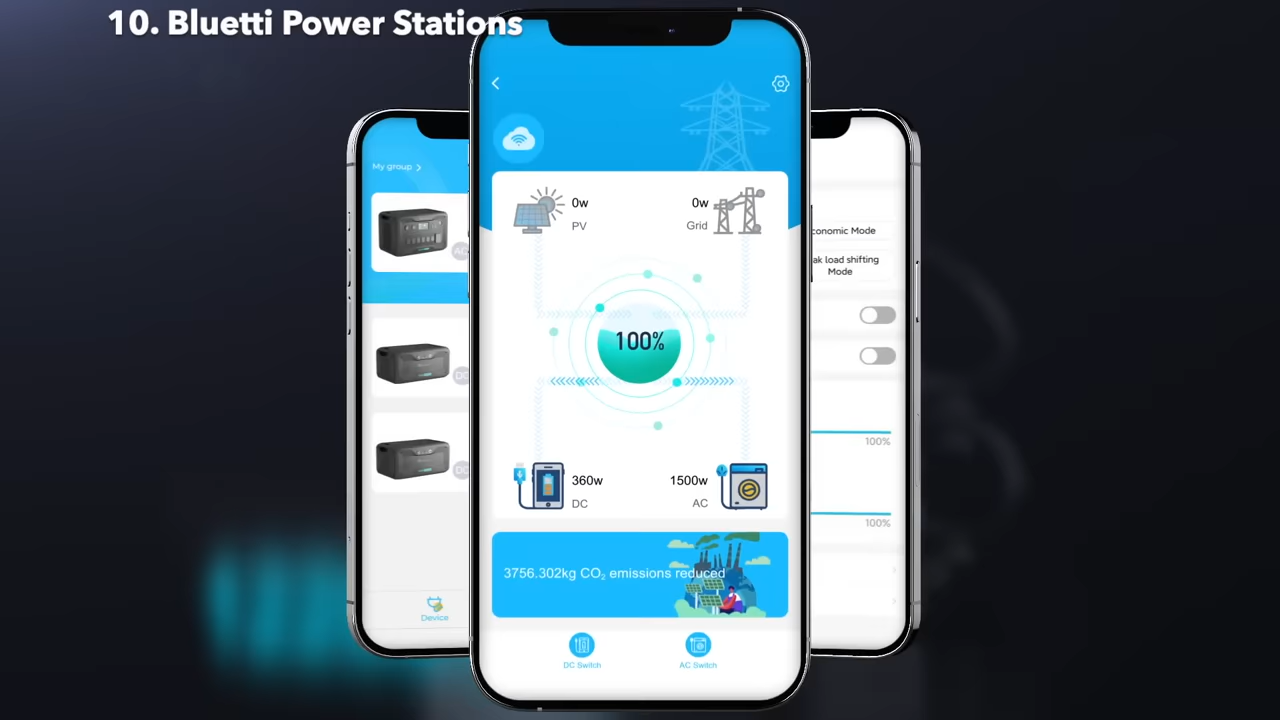 10. Bluetti Power Stations
My group >
Device
0w
PV
0w
Grid
100%
360w
DC
1500w
AC
3756.302kg CO₂ emissions reduced
DC Switch
AC Switch
conomic Mode
ak load shifting
Mode
100%
100%